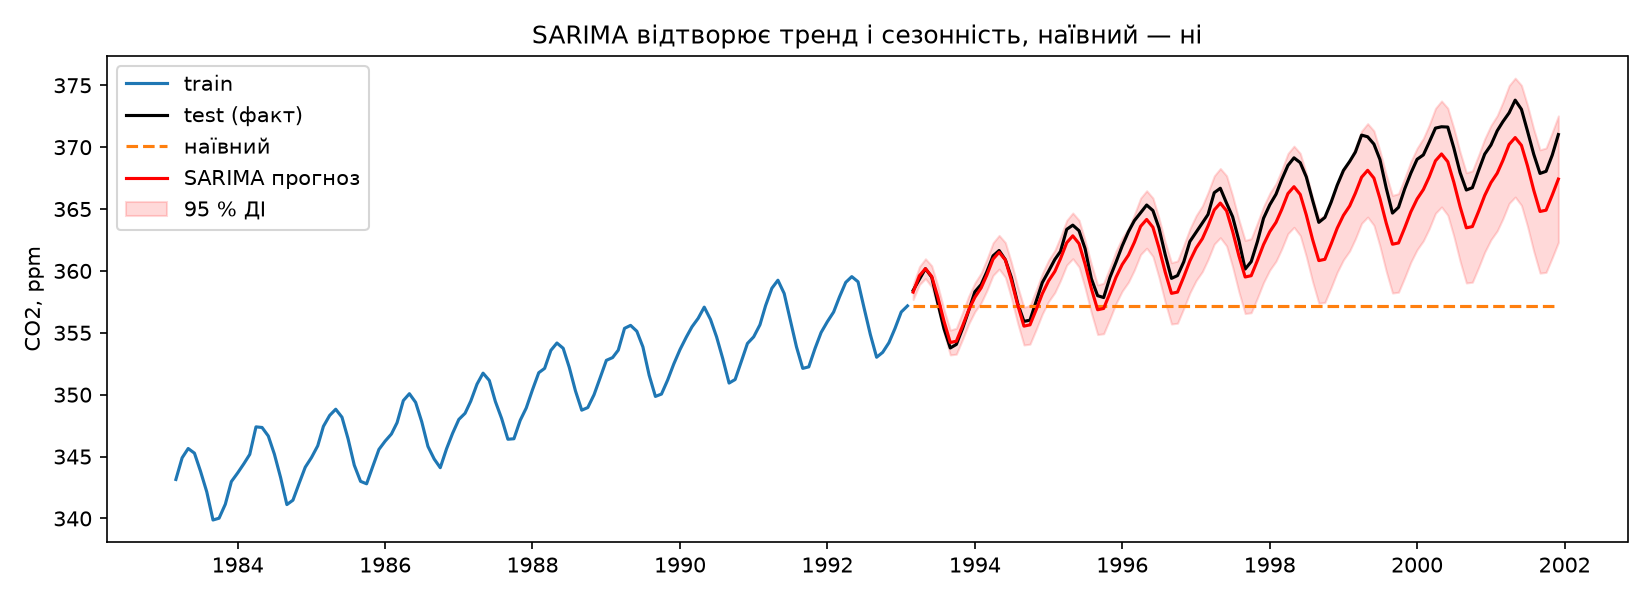 SARIMA відтворює тренд і сезонність, наївний — ні
train
test (факт)
наївний
SARIMA прогноз
95 % ДІ
CO2, ppm
375
370
365
360
355
350
345
340
1984
1986
1988
1990
1992
1994
1996
1998
2000
2002